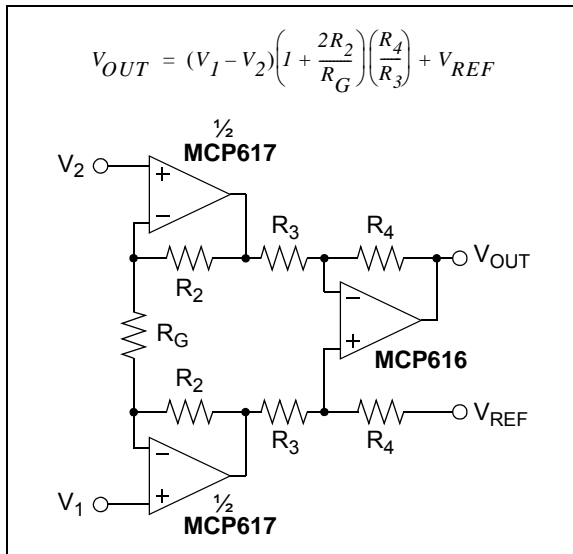 V_OUT = (V_1 – V_2)(1 + 2R_2/R_G)(R_4/R_3) + V_REF
½
MCP617
V_2
+
–
R_3
R_4
V_OUT
R_2
–
+
R_G
MCP616
R_2
V_REF
R_3
R_4
–
+
V_1
½
MCP617